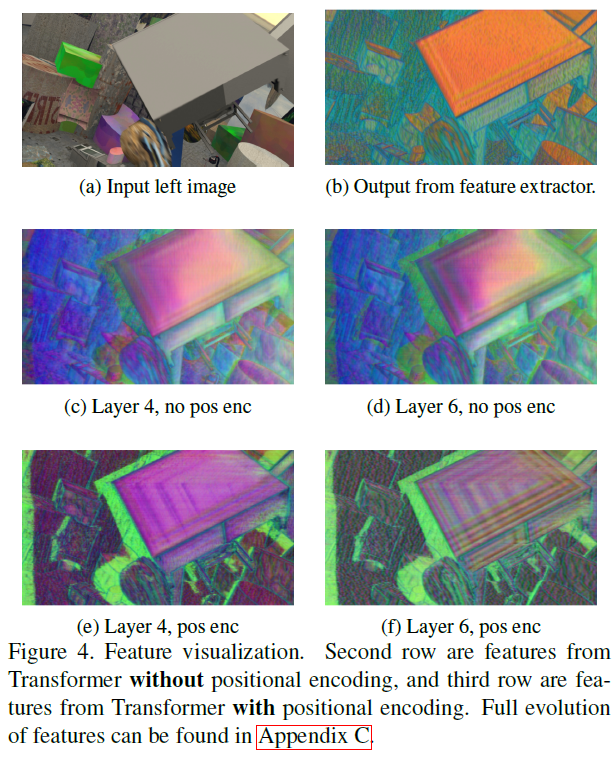 (a) Input left image
(b) Output from feature extractor.
(c) Layer 4, no pos enc
(d) Layer 6, no pos enc
(e) Layer 4, pos enc
(f) Layer 6, pos enc
Figure 4. Feature visualization. Second row are features from
Transformer without positional encoding, and third row are fea-
tures from Transformer with positional encoding. Full evolution
of features can be found in Appendix C.